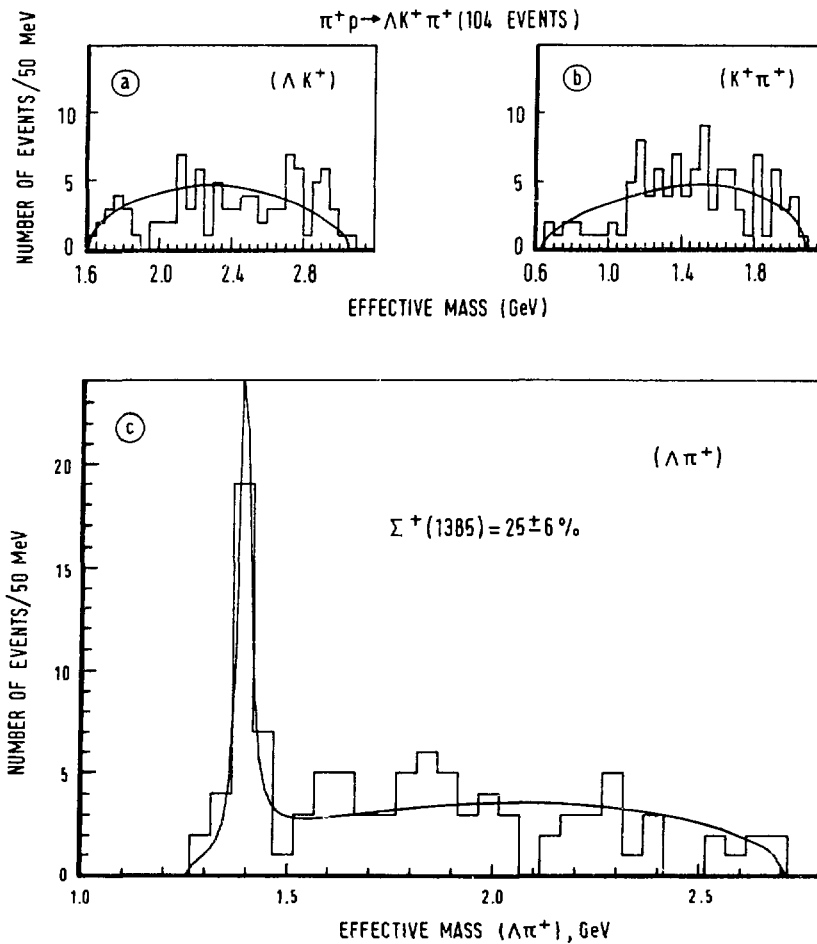 π⁺p→ΛK⁺π⁺(104 EVENTS)
NUMBER OF EVENTS/50 MeV
a
(ΛK⁺)
10
5
0
1.6 2.0 2.4 2.8
b
(K⁺π⁺)
10
5
0
0.6 1.0 1.4 1.8
EFFECTIVE MASS (GeV)
NUMBER OF EVENTS/50 MeV
c
(Λπ⁺)
Σ⁺(1385)=25±6%
20
15
10
5
0
1.0 1.5 2.0 2.5
EFFECTIVE MASS (Λπ⁺), GeV